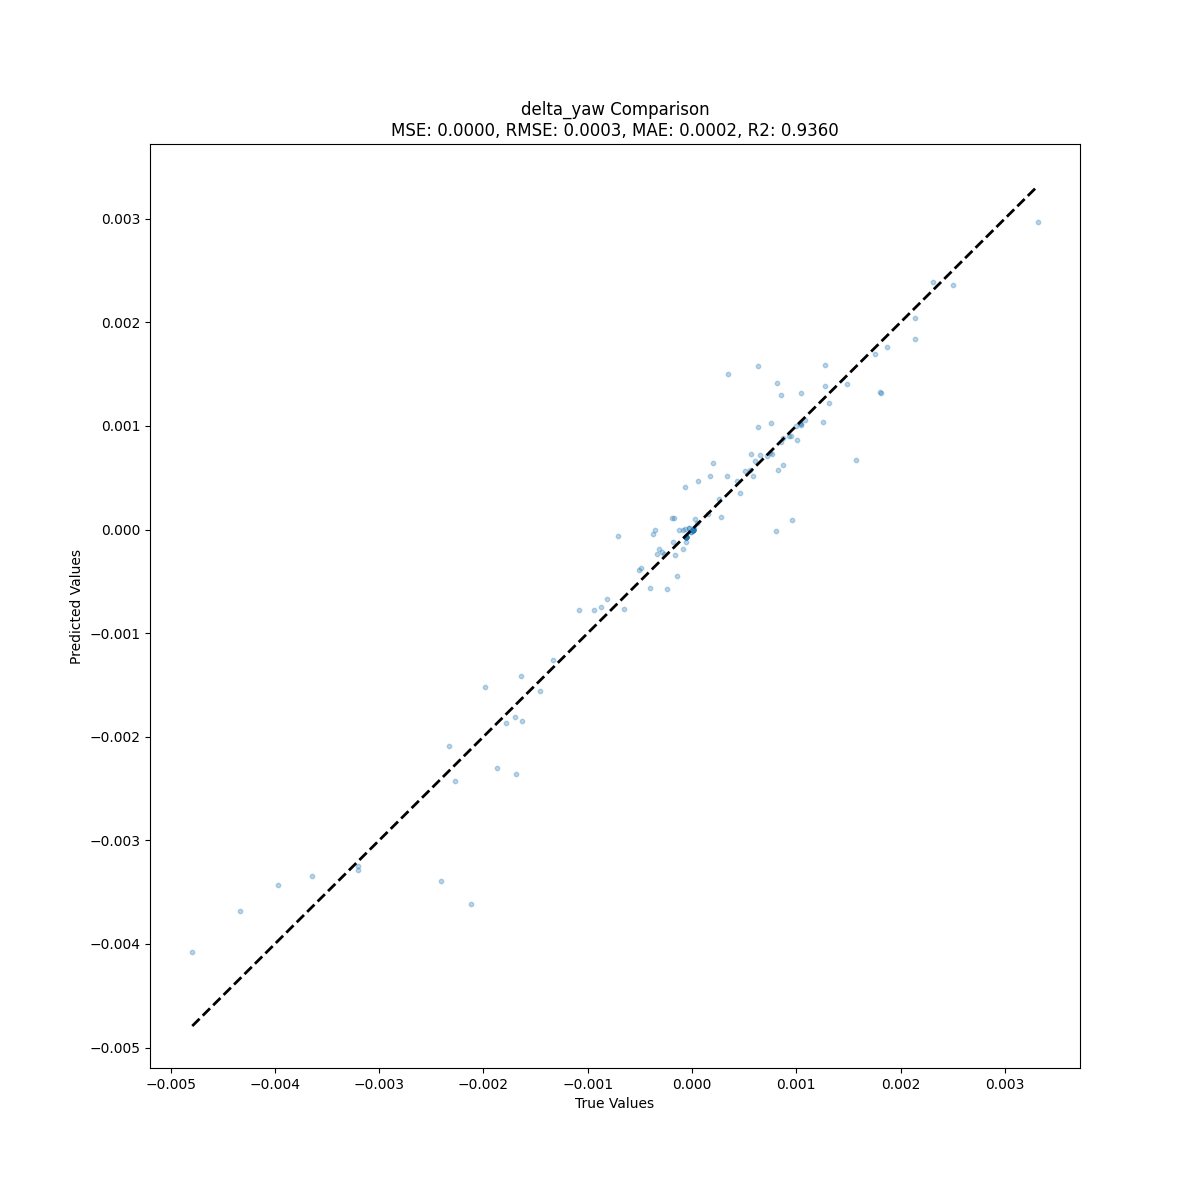 delta_yaw Comparison
MSE: 0.0000, RMSE: 0.0003, MAE: 0.0002, R2: 0.9360
Predicted Values
0.003
0.002
0.001
0.000
−0.001
−0.002
−0.003
−0.004
−0.005
−0.005 −0.004 −0.003 −0.002 −0.001 0.000 0.001 0.002 0.003
True Values